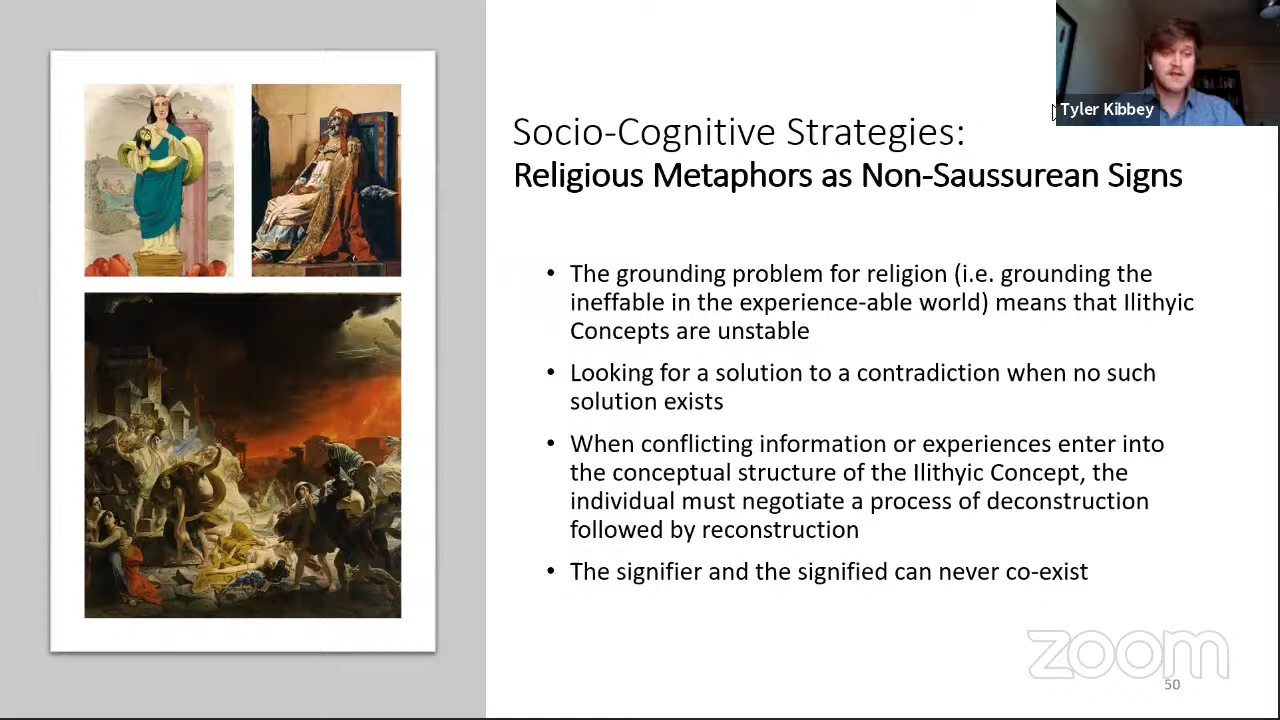 Tyler Kibbey
Socio-Cognitive Strategies:
Religious Metaphors as Non-Saussurean Signs
• The grounding problem for religion (i.e. grounding the
ineffable in the experience-able world) means that Ilithyic
Concepts are unstable
• Looking for a solution to a contradiction when no such
solution exists
• When conflicting information or experiences enter into
the conceptual structure of the Ilithyic Concept, the
individual must negotiate a process of deconstruction
followed by reconstruction
• The signifier and the signified can never co-exist
zoom
50